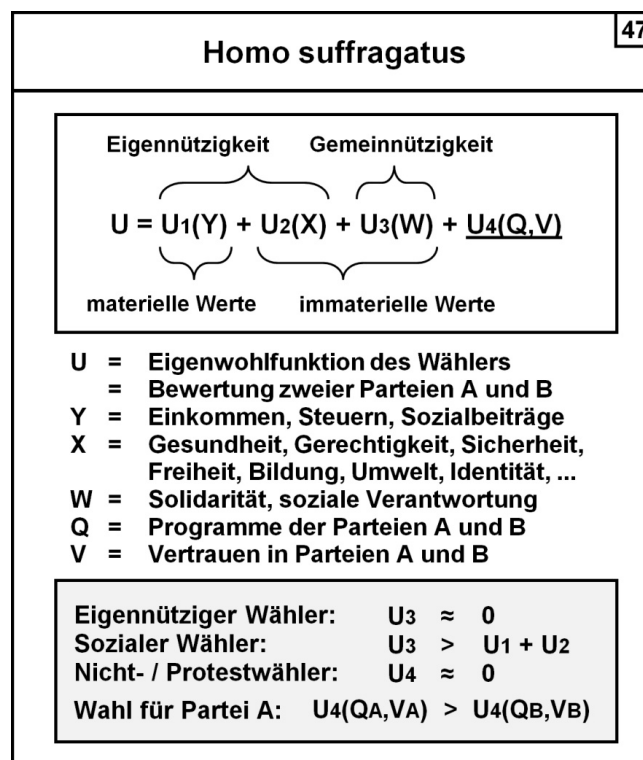 47
Homo suffragatus
Eigennützigkeit Gemeinnützigkeit
U = U1(Y) + U2(X) + U3(W) + U4(Q,V)
materielle Werte immaterielle Werte
U = Eigenwohlfunktion des Wählers
= Bewertung zweier Parteien A und B
Y = Einkommen, Steuern, Sozialbeiträge
X = Gesundheit, Gerechtigkeit, Sicherheit,
Freiheit, Bildung, Umwelt, Identität, ...
W = Solidarität, soziale Verantwortung
Q = Programme der Parteien A und B
V = Vertrauen in Parteien A und B
Eigennütziger Wähler: U3 ≈ 0
Sozialer Wähler: U3 > U1 + U2
Nicht- / Protestwähler: U4 ≈ 0
Wahl für Partei A: U4(QA,VA) > U4(QB,VB)